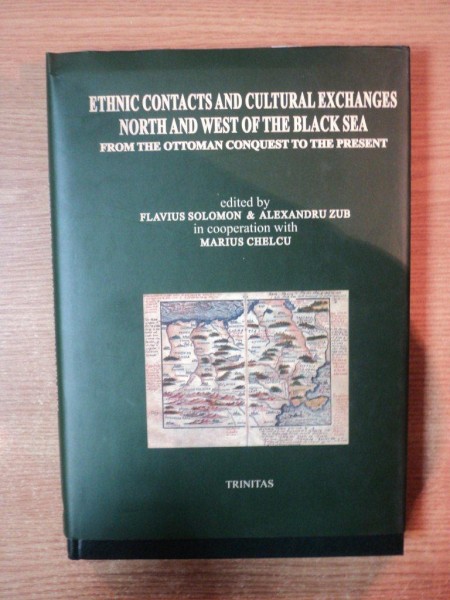 ETHNIC CONTACTS AND CULTURAL EXCHANGES
NORTH AND WEST OF THE BLACK SEA
FROM THE OTTOMAN CONQUEST TO THE PRESENT
edited by
FLAVIUS SOLOMON & ALEXANDRU ZUB
in cooperation with
MARIUS CHELCU
TRINITAS